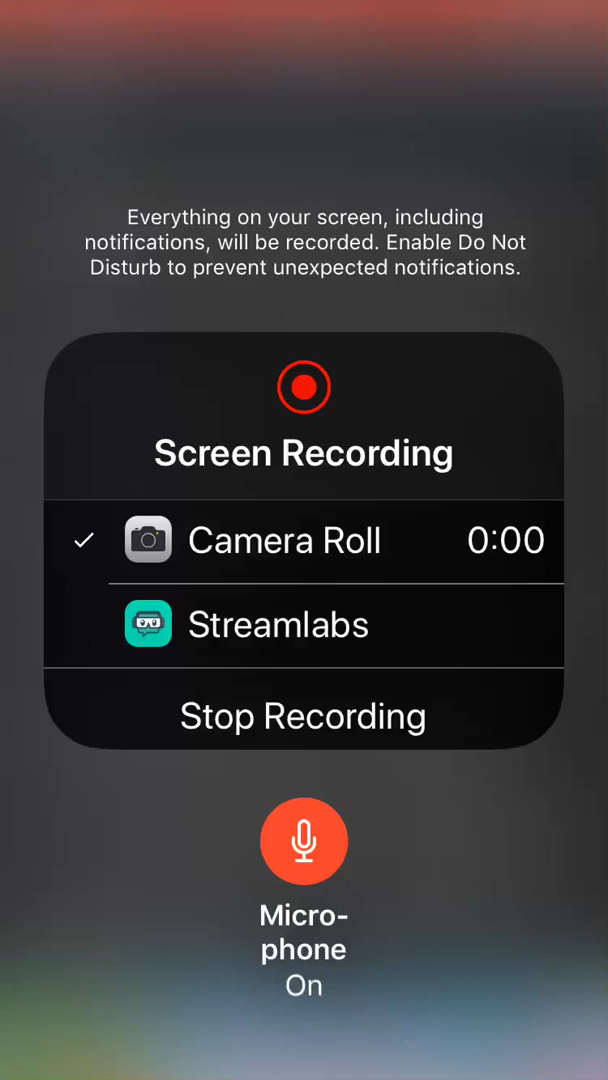 Everything on your screen, including
notifications, will be recorded. Enable Do Not
Disturb to prevent unexpected notifications.
Screen Recording
Camera Roll 0:00
Streamlabs
Stop Recording
Micro-
phone
On